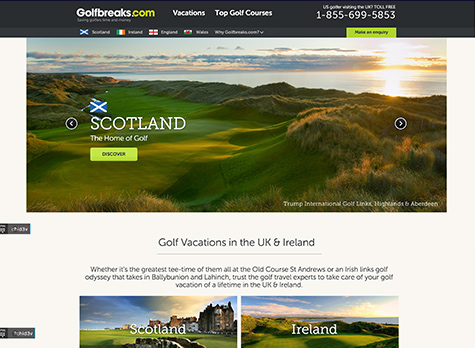 Golfbreaks.com
Saving golfers time and money
Vacations
Top Golf Courses
US golfer visiting the UK? TOLL FREE
1-855-699-5853
Scotland
Ireland
England
Wales
Why Golfbreaks.com?
Make an enquiry
SCOTLAND
The Home of Golf
DISCOVER
Trump International Golf Links, Highlands & Aberdeen
Golf Vacations in the UK & Ireland
Whether it's the greatest tee-time of them all at the Old Course St Andrews or an Irish links golf
odyssey that takes in Ballybunion and Lahinch, trust the golf travel experts to take care of your golf
vacation of a lifetime in the UK & Ireland.
Scotland
Ireland